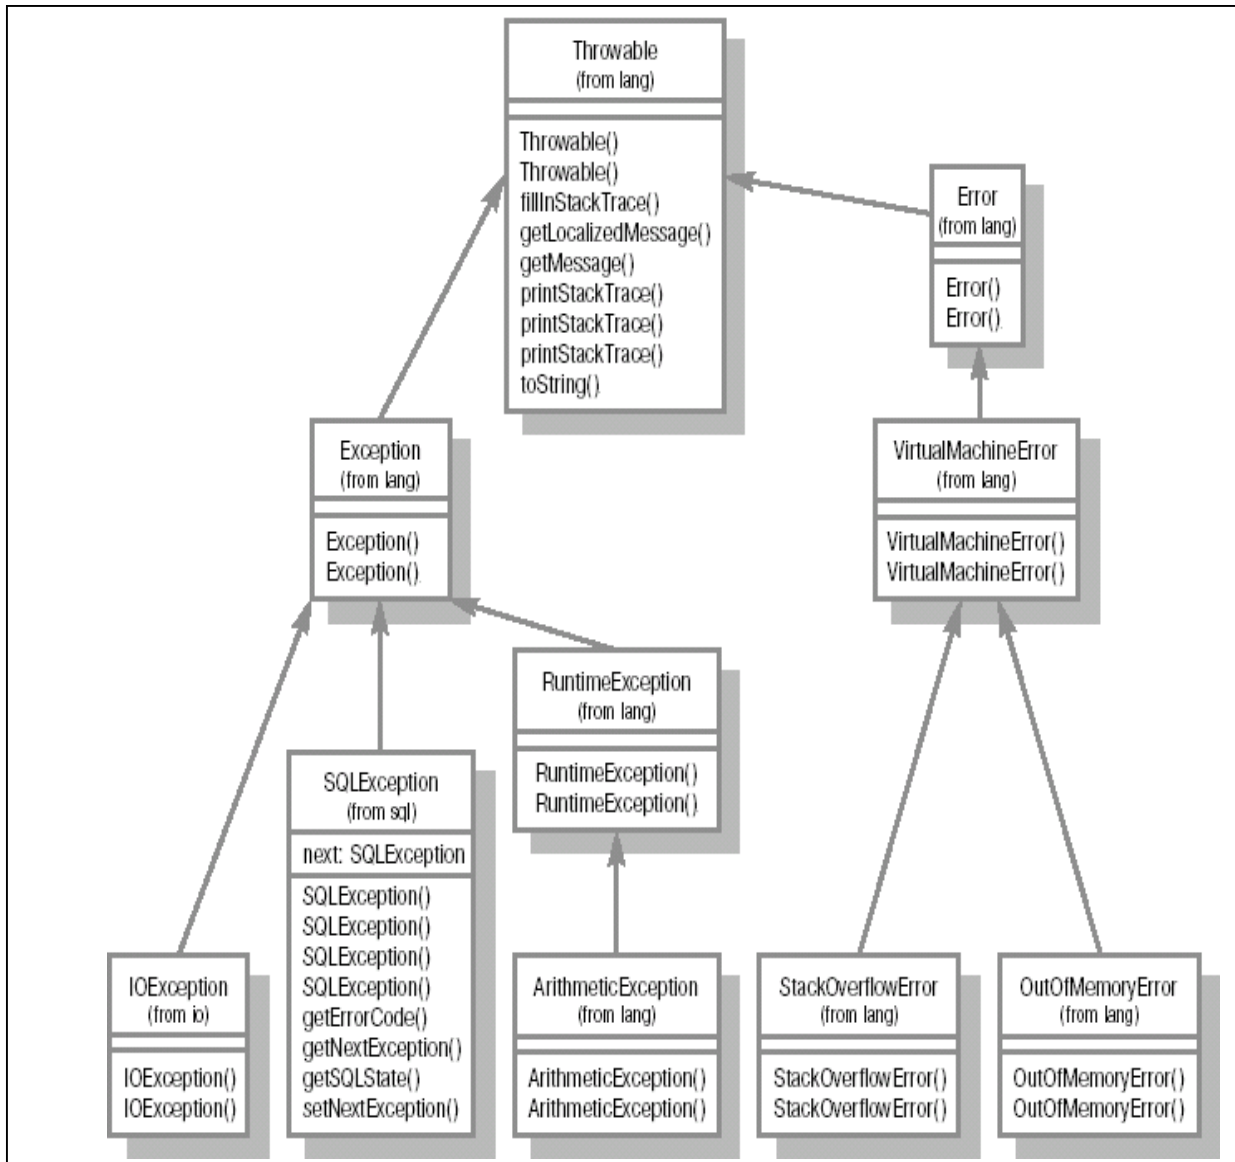 Throwable
(from lang)
Throwable()
Throwable()
fillInStackTrace()
getLocalizedMessage()
getMessage()
printStackTrace()
printStackTrace()
printStackTrace()
toString()
Error
(from lang)
Error()
Error()
Exception
(from lang)
Exception()
Exception()
VirtualMachineError
(from lang)
VirtualMachineError()
VirtualMachineError()
RuntimeException
(from lang)
RuntimeException()
RuntimeException()
SQLException
(from sql)
next: SQLException
SQLException()
SQLException()
SQLException()
SQLException()
getErrorCode()
getNextException()
getSQLState()
setNextException()
IOException
(from io)
IOException()
IOException()
ArithmeticException
(from lang)
ArithmeticException()
ArithmeticException()
StackOverflowError
(from lang)
StackOverflowError()
StackOverflowError()
OutOfMemoryError
(from lang)
OutOfMemoryError()
OutOfMemoryError()